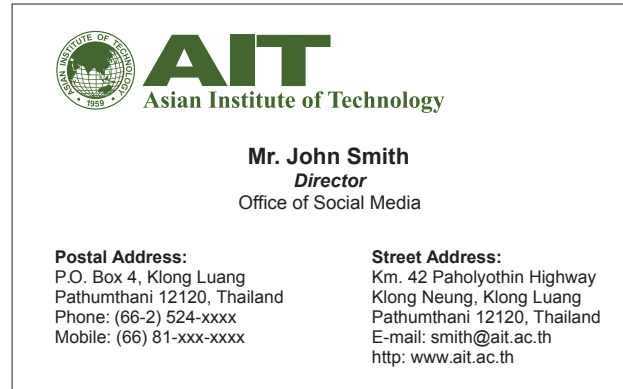 ASIAN INSTITUTE OF TECHNOLOGY
• 1959 •
AIT
Asian Institute of Technology
Mr. John Smith
Director
Office of Social Media
Postal Address:
P.O. Box 4, Klong Luang
Pathumthani 12120, Thailand
Phone: (66-2) 524-xxxx
Mobile: (66) 81-xxx-xxxx
Street Address:
Km. 42 Paholyothin Highway
Klong Neung, Klong Luang
Pathumthani 12120, Thailand
E-mail: smith@ait.ac.th
http: www.ait.ac.th